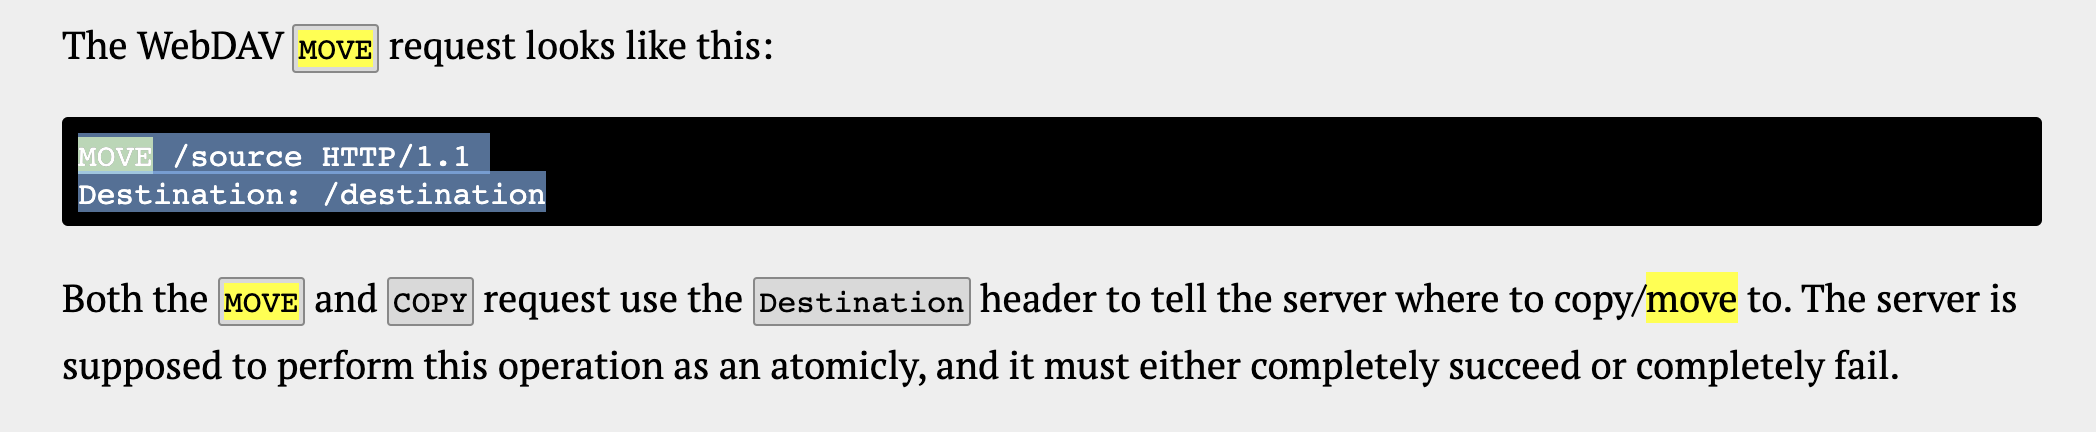 The WebDAV MOVE request looks like this:
MOVE /source HTTP/1.1
Destination: /destination
Both the MOVE and COPY request use the Destination header to tell the server where to copy/move to. The server is
supposed to perform this operation as an atomicly, and it must either completely succeed or completely fail.